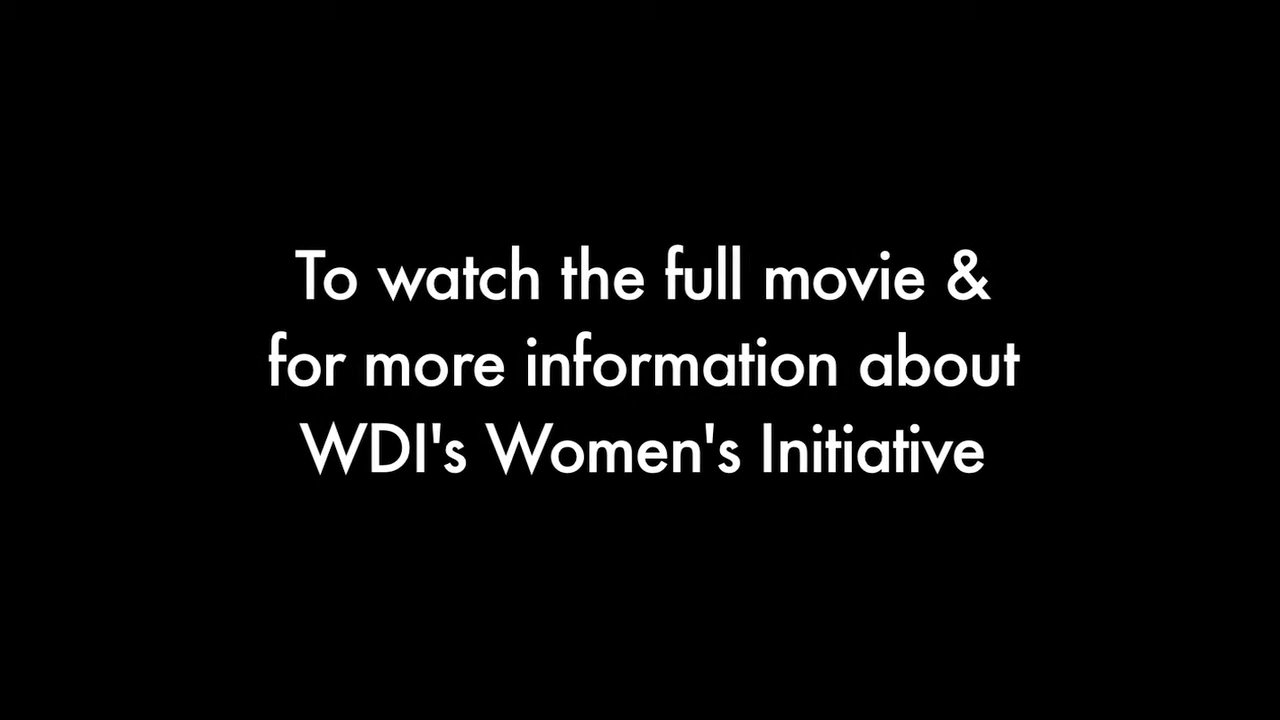 To watch the full movie &
for more information about
WDI's Women's Initiative